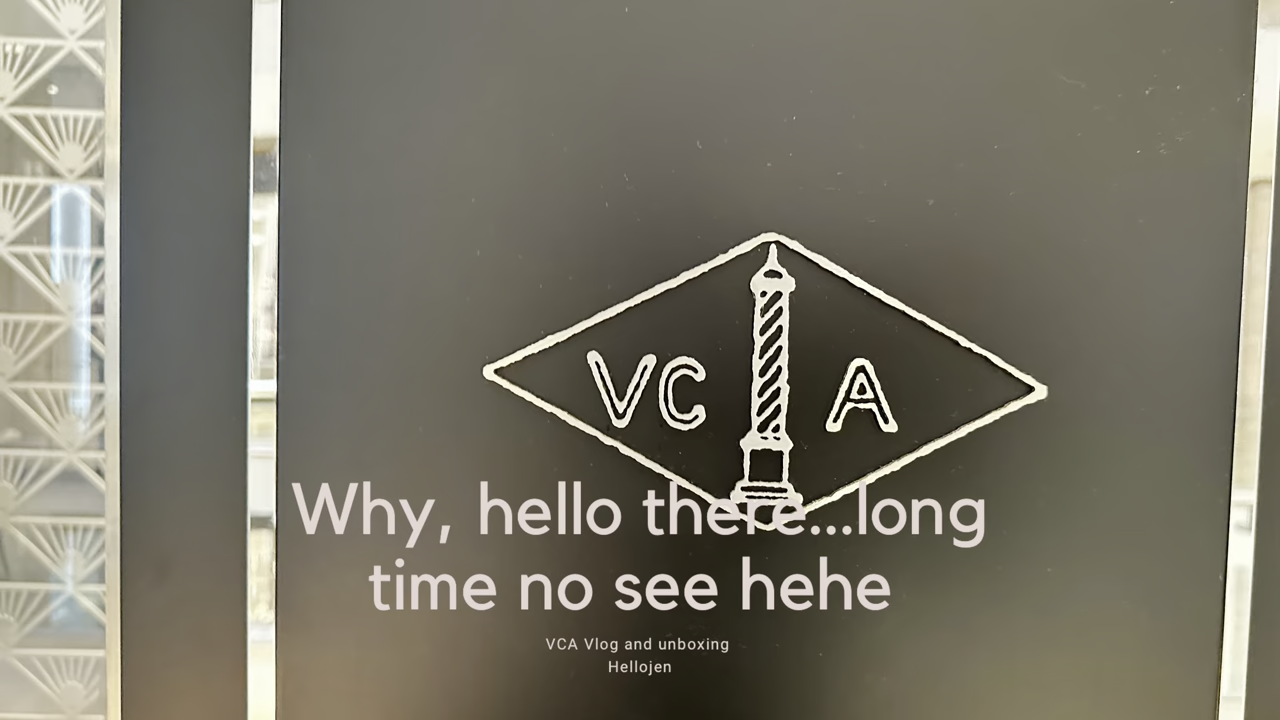 VC A
Why, hello there...long
time no see hehe
VCA Vlog and unboxing
Hellojen